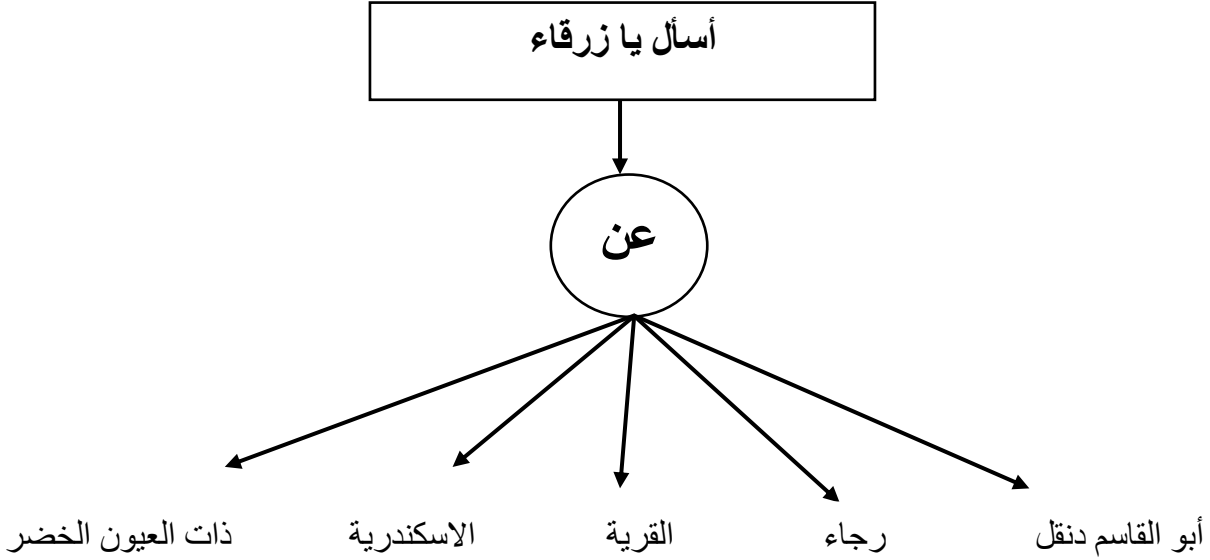 أسأل يا زرقاء
عن
أبو القاسم دنقل
رجاء
القرية
الاسكندرية
ذات العيون الخضر